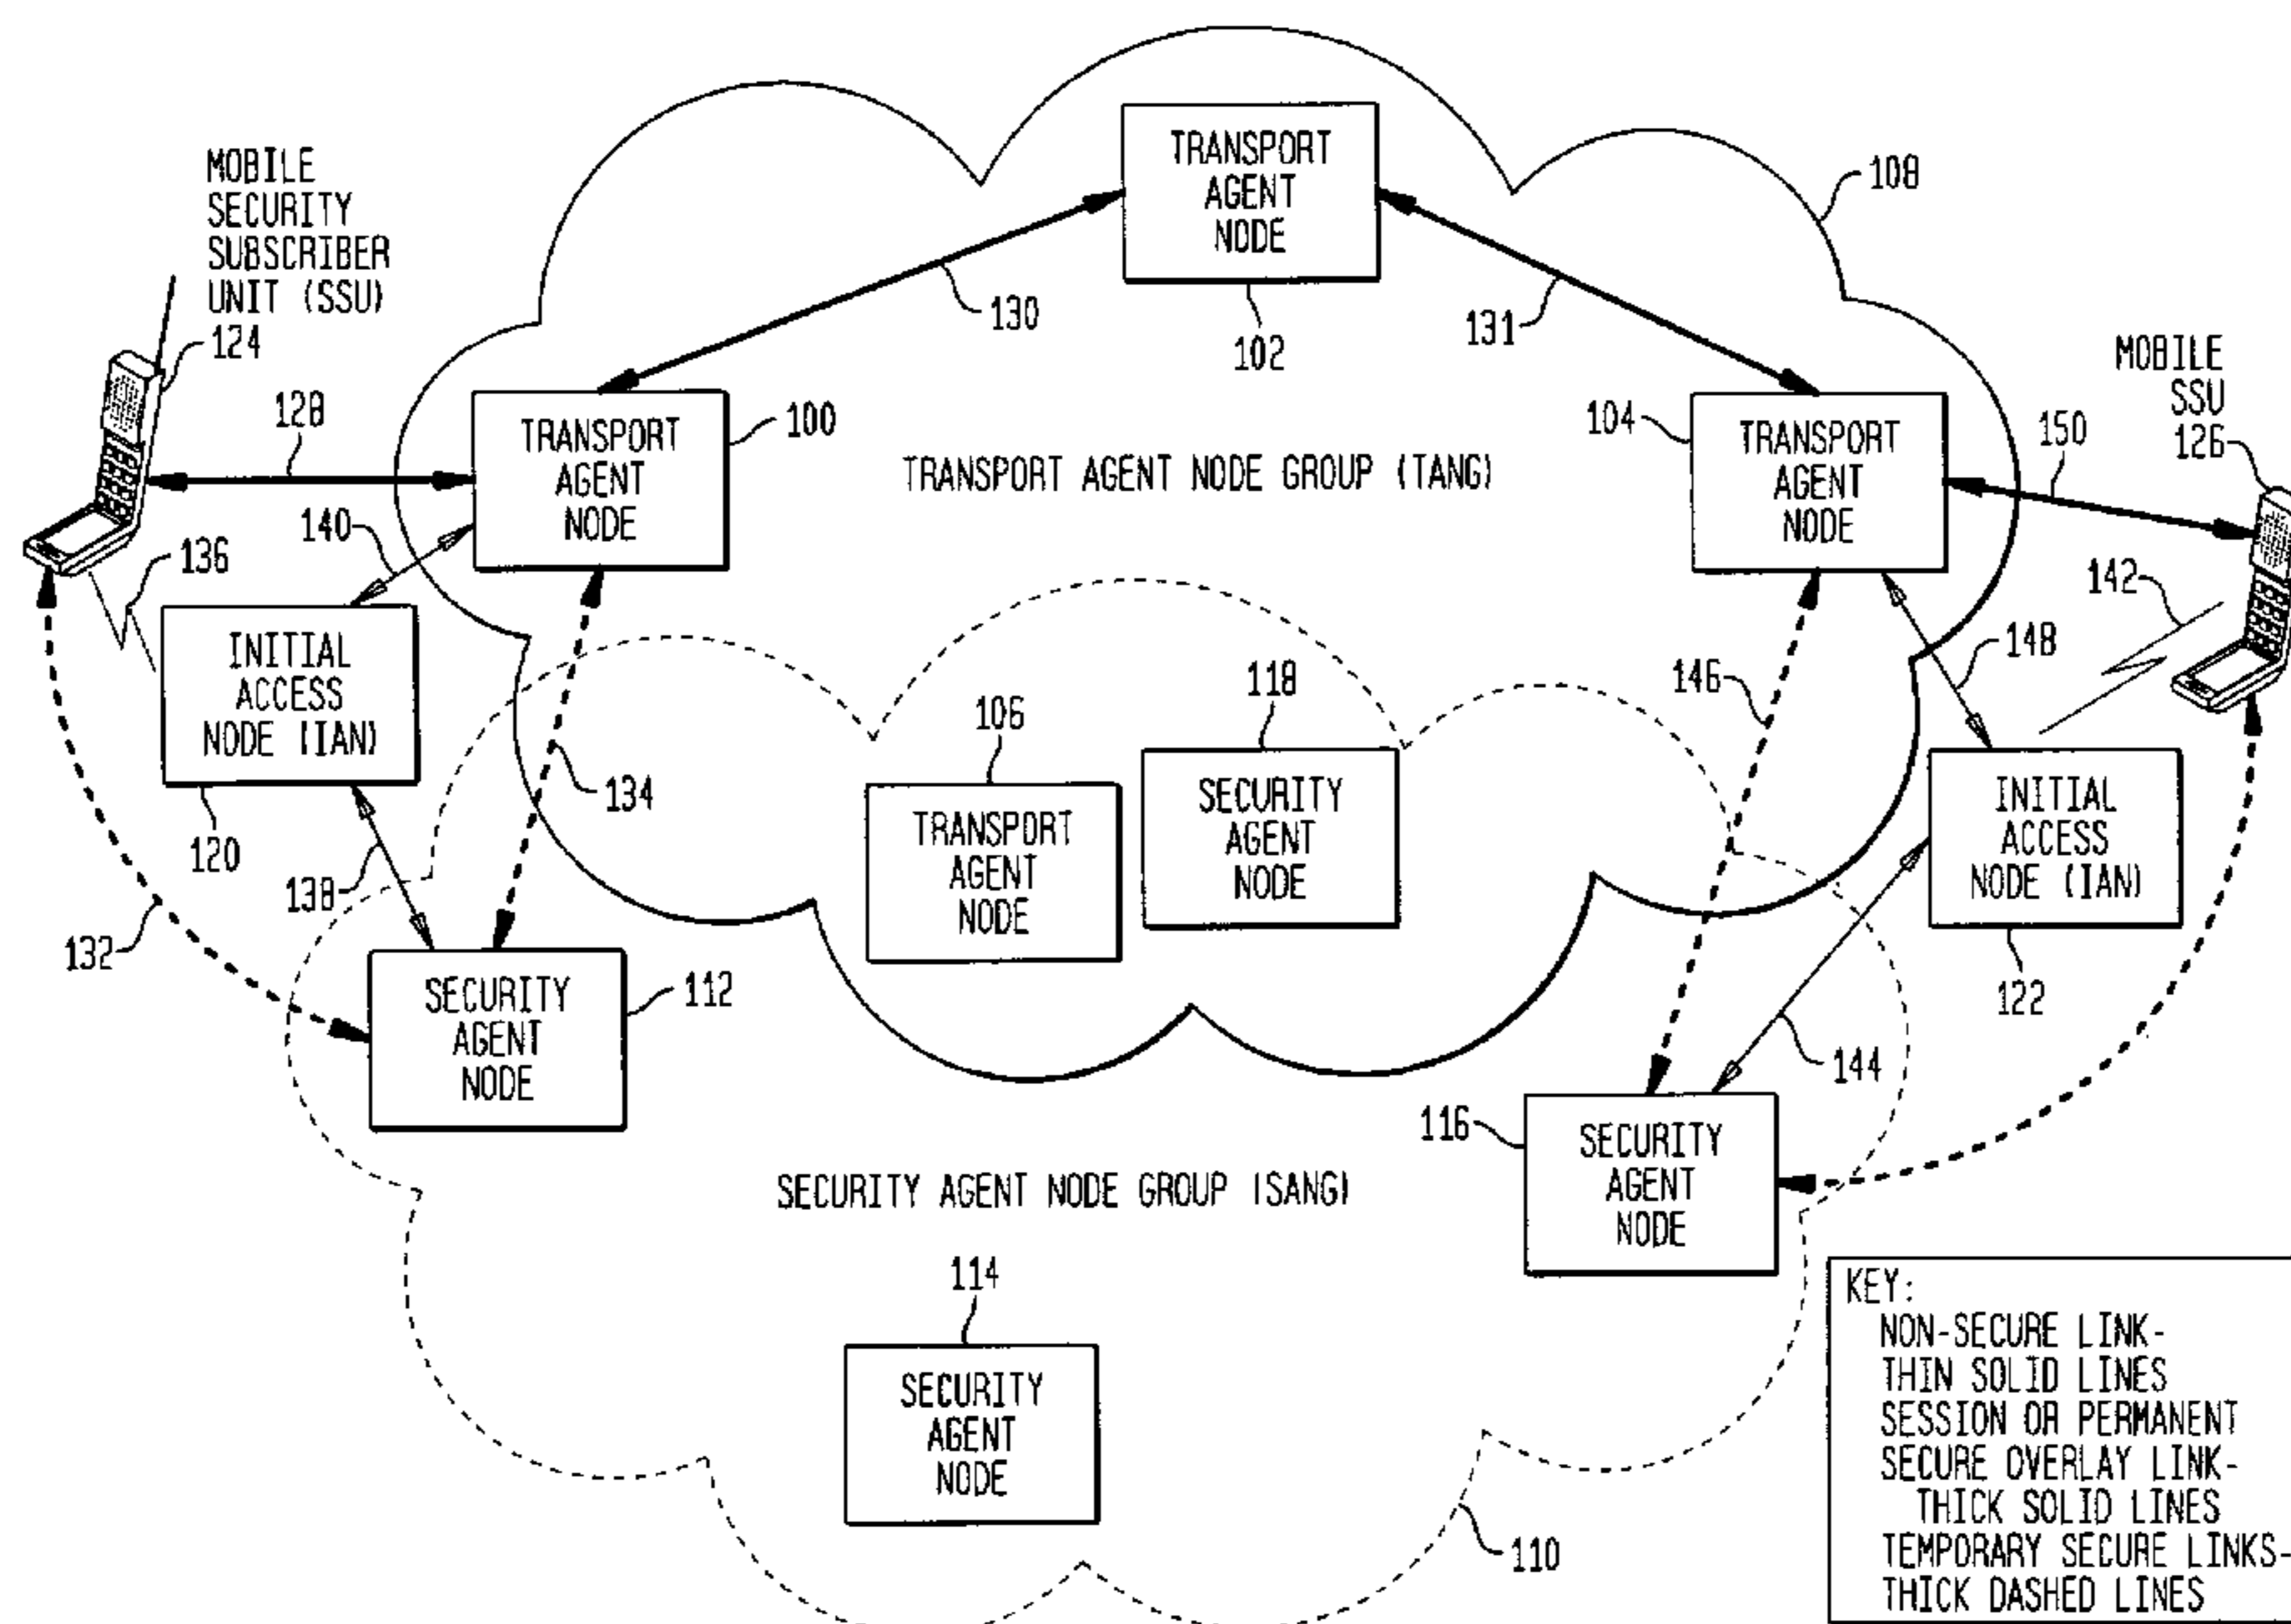 MOBILE
SECURITY
SUBSCRIBER
UNIT (SSU)
124
TRANSPORT
AGENT
NODE
102
108
130
131
128
TRANSPORT
AGENT
NODE
100
TRANSPORT AGENT NODE GROUP (TANG)
104
TRANSPORT
AGENT
NODE
MOBILE
SSU
126
150
140
136
142
INITIAL
ACCESS
NODE (IAN)
120
134
138
132
106
TRANSPORT
AGENT
NODE
118
SECURITY
AGENT
NODE
146
148
INITIAL
ACCESS
NODE (IAN)
122
144
SECURITY
AGENT
NODE
112
116
SECURITY
AGENT
NODE
SECURITY AGENT NODE GROUP (SANG)
114
SECURITY
AGENT
NODE
110
KEY:
NON-SECURE LINK-
THIN SOLID LINES
SESSION OR PERMANENT
SECURE OVERLAY LINK-
THICK SOLID LINES
TEMPORARY SECURE LINKS-
THICK DASHED LINES